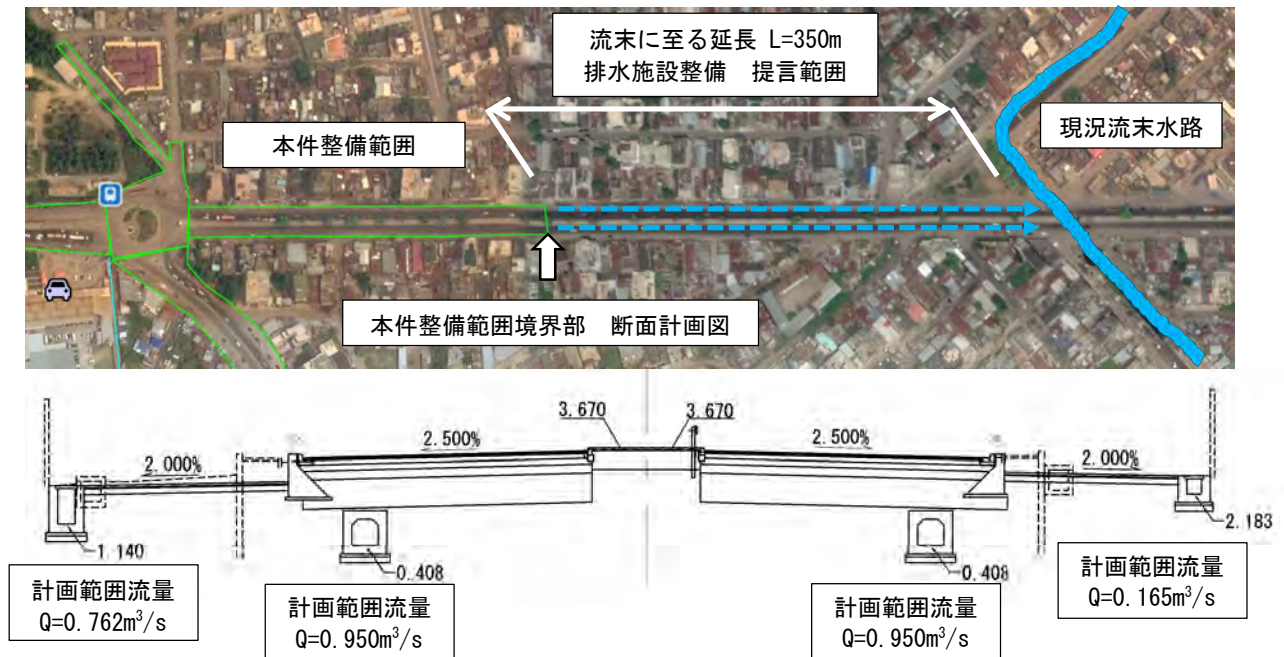 流末に至る延長 L=350m
排水施設整備 提言範囲
本件整備範囲
現況流末水路
本件整備範囲境界部 断面計画図
3.670
3.670
2.500%
2.500%
2.000%
2.000%
1.140
0.408
0.408
2.183
計画範囲流量
Q=0.762m³/s
計画範囲流量
Q=0.950m³/s
計画範囲流量
Q=0.950m³/s
計画範囲流量
Q=0.165m³/s